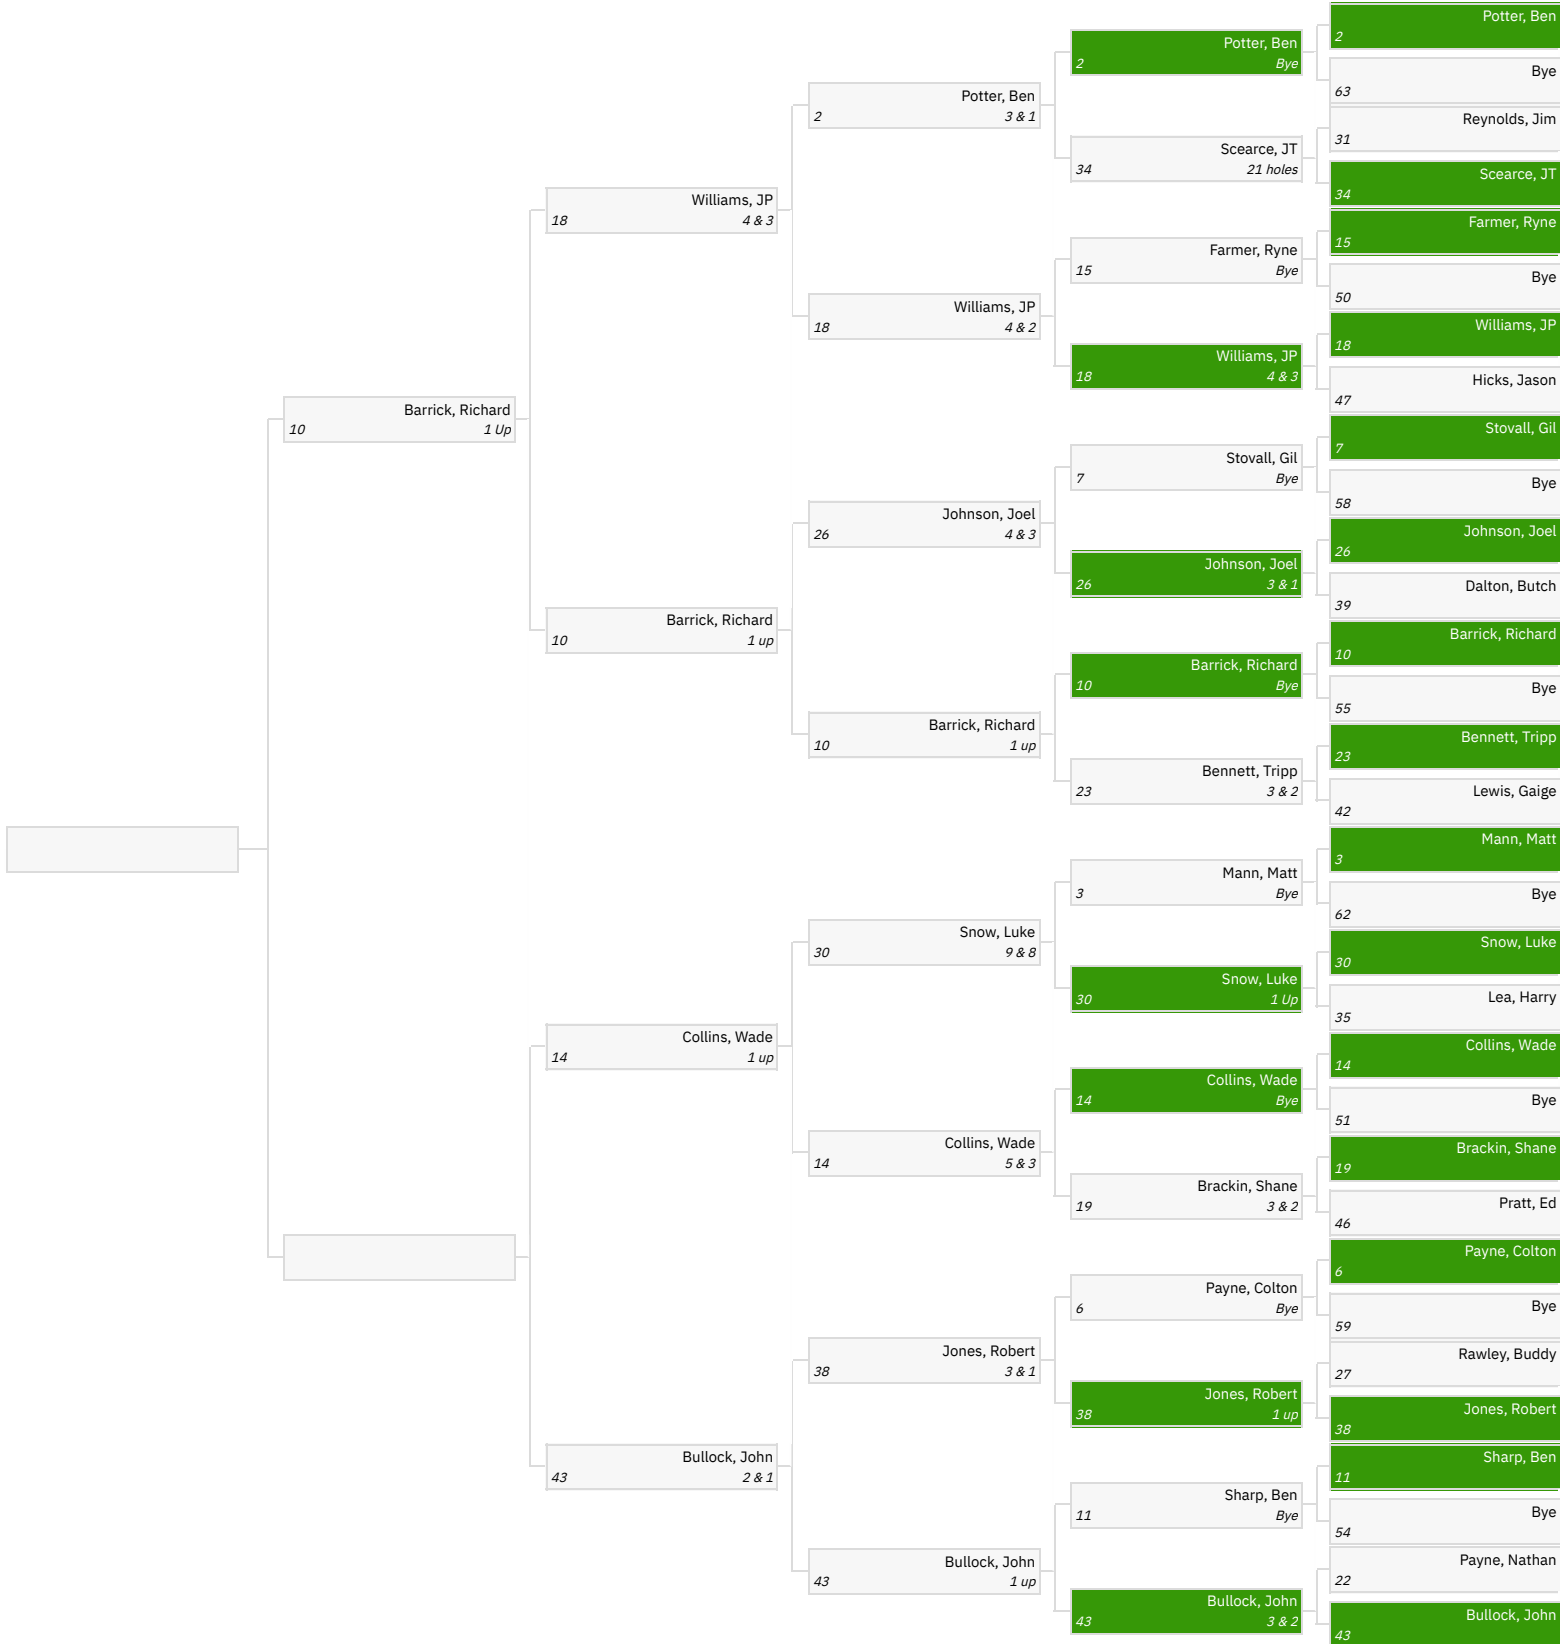 Potter, Ben
2
Bye
63
Reynolds, Jim
31
Scearce, JT
34
Farmer, Ryne
15
Bye
50
Williams, JP
18
Hicks, Jason
47
Stovall, Gil
7
Bye
58
Johnson, Joel
26
Dalton, Butch
39
Barrick, Richard
10
Bye
55
Bennett, Tripp
23
Lewis, Gaige
42
Mann, Matt
3
Bye
62
Snow, Luke
30
Lea, Harry
35
Collins, Wade
14
Bye
51
Brackin, Shane
19
Pratt, Ed
46
Payne, Colton
6
Bye
59
Rawley, Buddy
27
Jones, Robert
38
Sharp, Ben
11
Bye
54
Payne, Nathan
22
Bullock, John
43
Potter, Ben
2 Bye
Scearce, JT
34 21 holes
Farmer, Ryne
15 Bye
Williams, JP
18 4 & 3
Stovall, Gil
7 Bye
Johnson, Joel
26 3 & 1
Barrick, Richard
10 Bye
Bennett, Tripp
23 3 & 2
Mann, Matt
3 Bye
Snow, Luke
30 1 Up
Collins, Wade
14 Bye
Brackin, Shane
19 3 & 2
Payne, Colton
6 Bye
Jones, Robert
38 1 up
Sharp, Ben
11 Bye
Bullock, John
43 3 & 2
Potter, Ben
2 3 & 1
Williams, JP
18 4 & 2
Johnson, Joel
26 4 & 3
Barrick, Richard
10 1 up
Snow, Luke
30 9 & 8
Collins, Wade
14 5 & 3
Jones, Robert
38 3 & 1
Bullock, John
43 1 up
Williams, JP
18 4 & 3
Barrick, Richard
10 1 up
Collins, Wade
14 1 up
Bullock, John
43 2 & 1
Barrick, Richard
10 1 Up